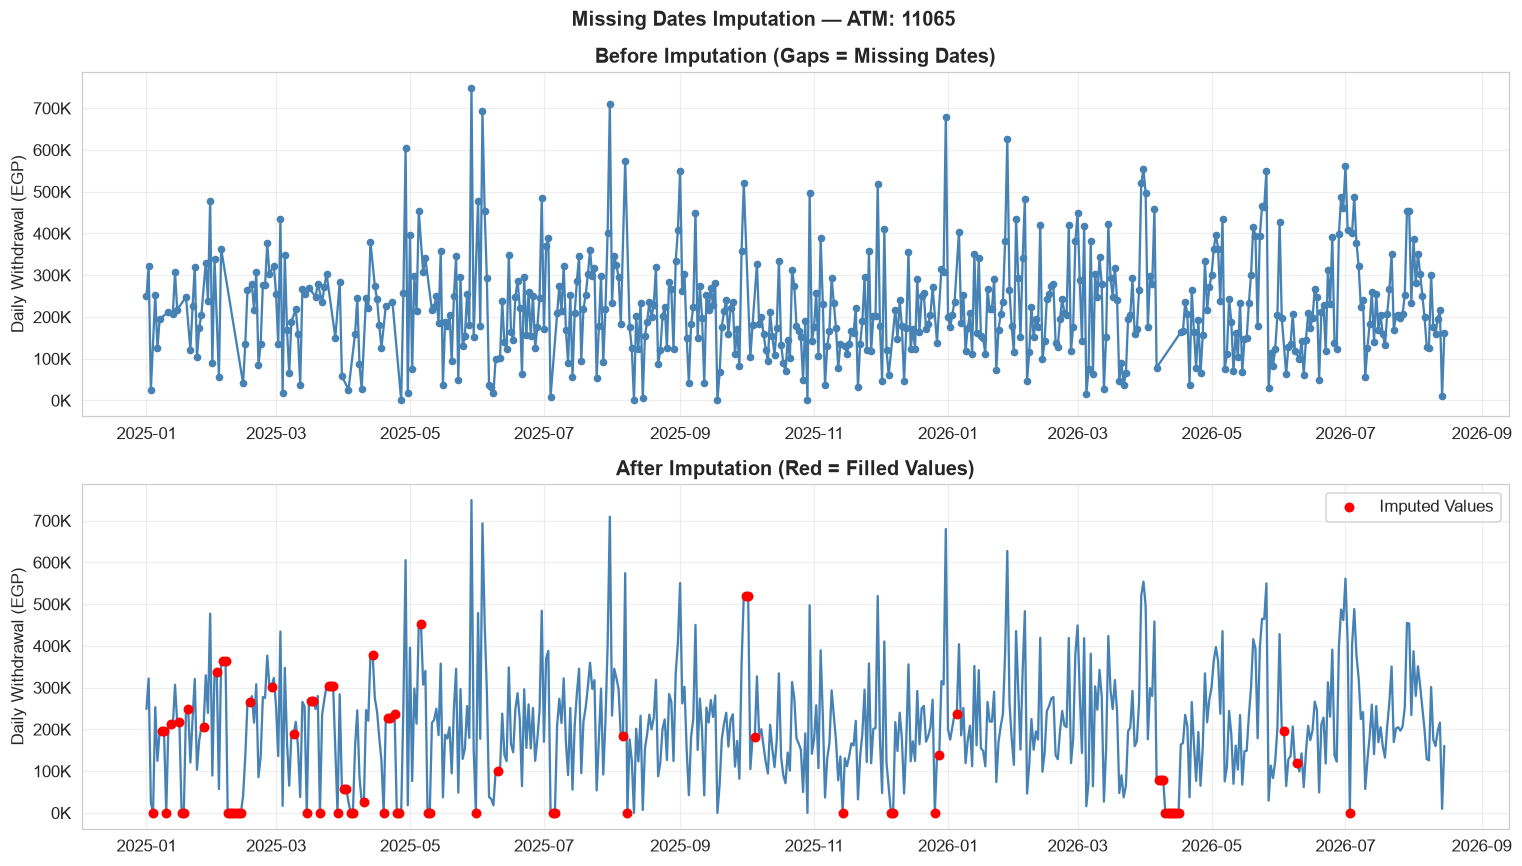 Missing Dates Imputation — ATM: 11065
Before Imputation (Gaps = Missing Dates)
Daily Withdrawal (EGP)
700K
600K
500K
400K
300K
200K
100K
0K
2025-01 2025-03 2025-05 2025-07 2025-09 2025-11 2026-01 2026-03 2026-05 2026-07 2026-09
After Imputation (Red = Filled Values)
Imputed Values
Daily Withdrawal (EGP)
700K
600K
500K
400K
300K
200K
100K
0K
2025-01 2025-03 2025-05 2025-07 2025-09 2025-11 2026-01 2026-03 2026-05 2026-07 2026-09